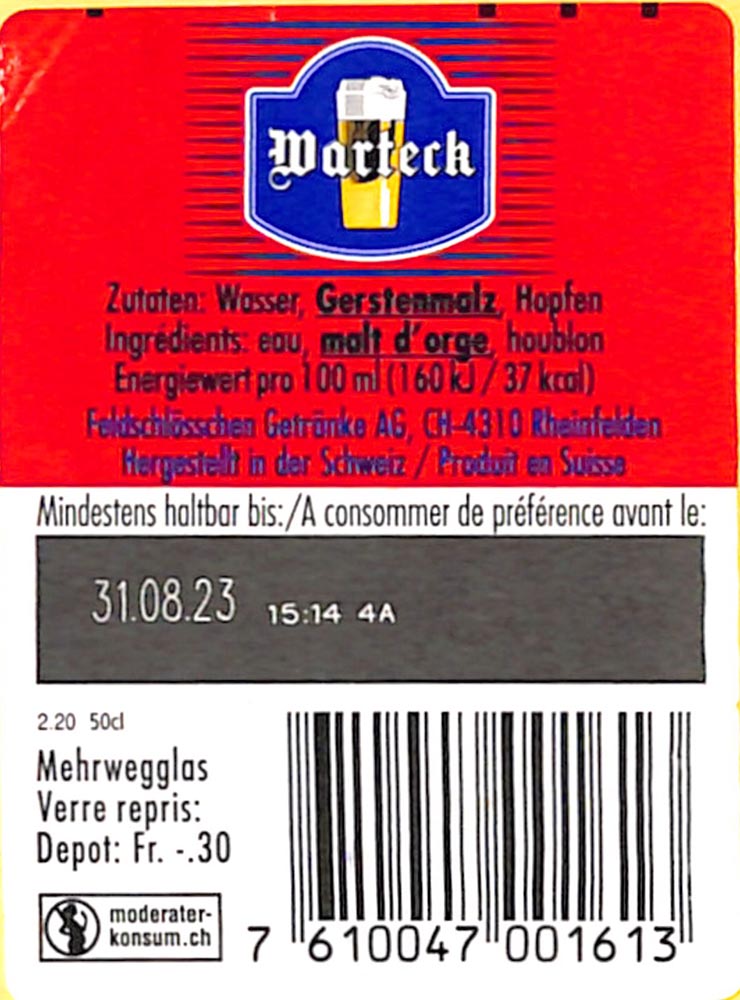 Warteck
Zutaten: Wasser, Gerstenmalz, Hopfen
Ingrédients: eau, malt d'orge, houblon
Energiewert pro 100 ml (160 kJ / 37 kcal)
Feldschlösschen Getränke AG, CH-4310 Rheinfelden
Hergestellt in der Schweiz / Produit en Suisse
Mindestens haltbar bis:/A consommer de préférence avant le:
31.08.23 15:14 4A
2.20 50cl
Mehrwegglas
Verre repris:
Depot: Fr. -.30
moderater-
konsum.ch
7 610047 001613